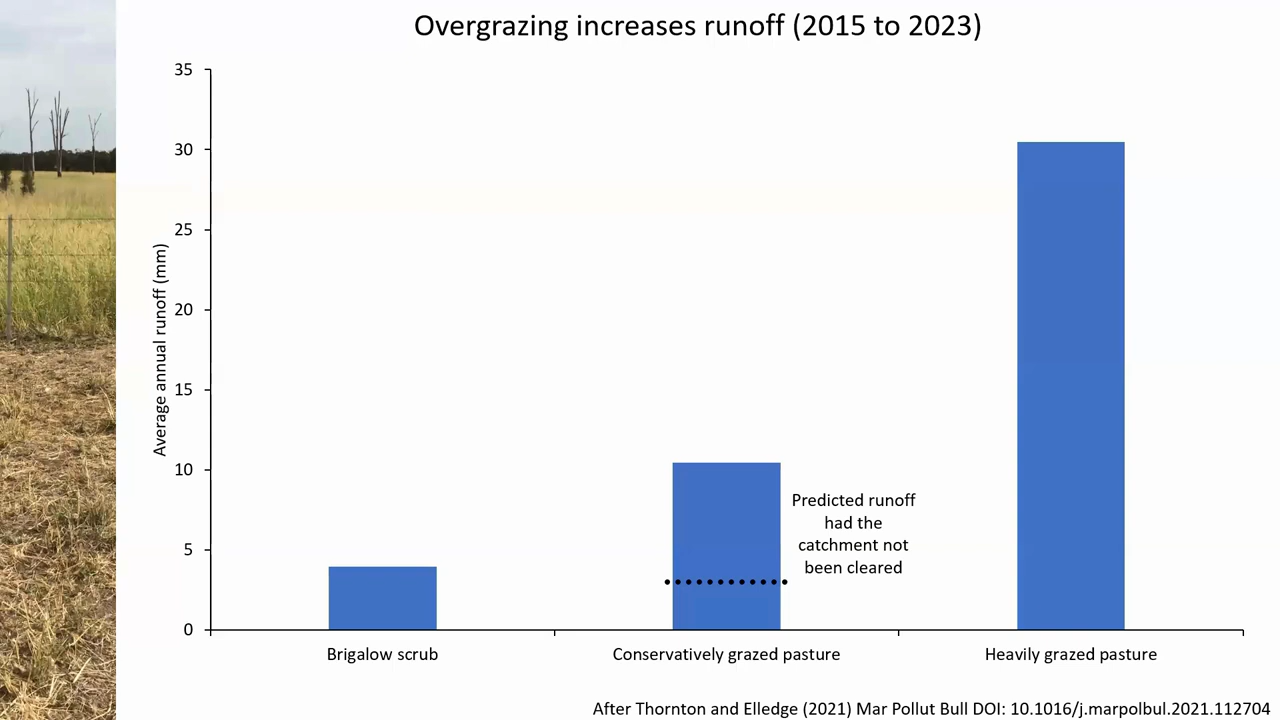 Overgrazing increases runoff (2015 to 2023)
35
30
25
20
15
10
5
0
Average annual runoff (mm)
Predicted runoff
had the
catchment not
been cleared
Brigalow scrub
Conservatively grazed pasture
Heavily grazed pasture
After Thornton and Elledge (2021) Mar Pollut Bull DOI: 10.1016/j.marpolbul.2021.112704